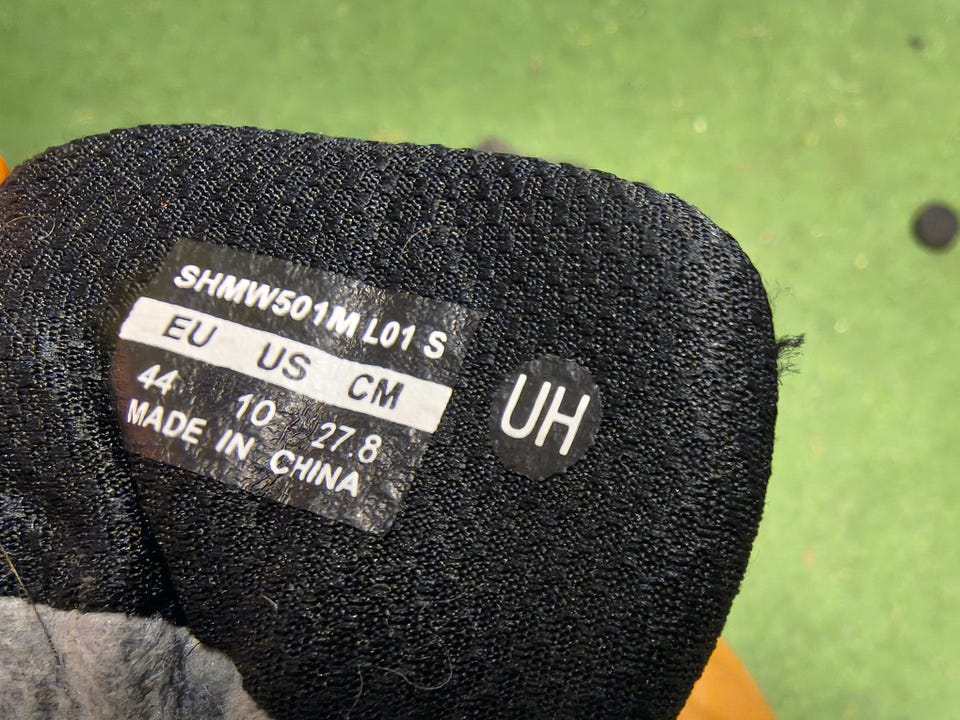 SHMW501M L01 S
EU US CM
44 10 27.8
MADE IN CHINA
UH